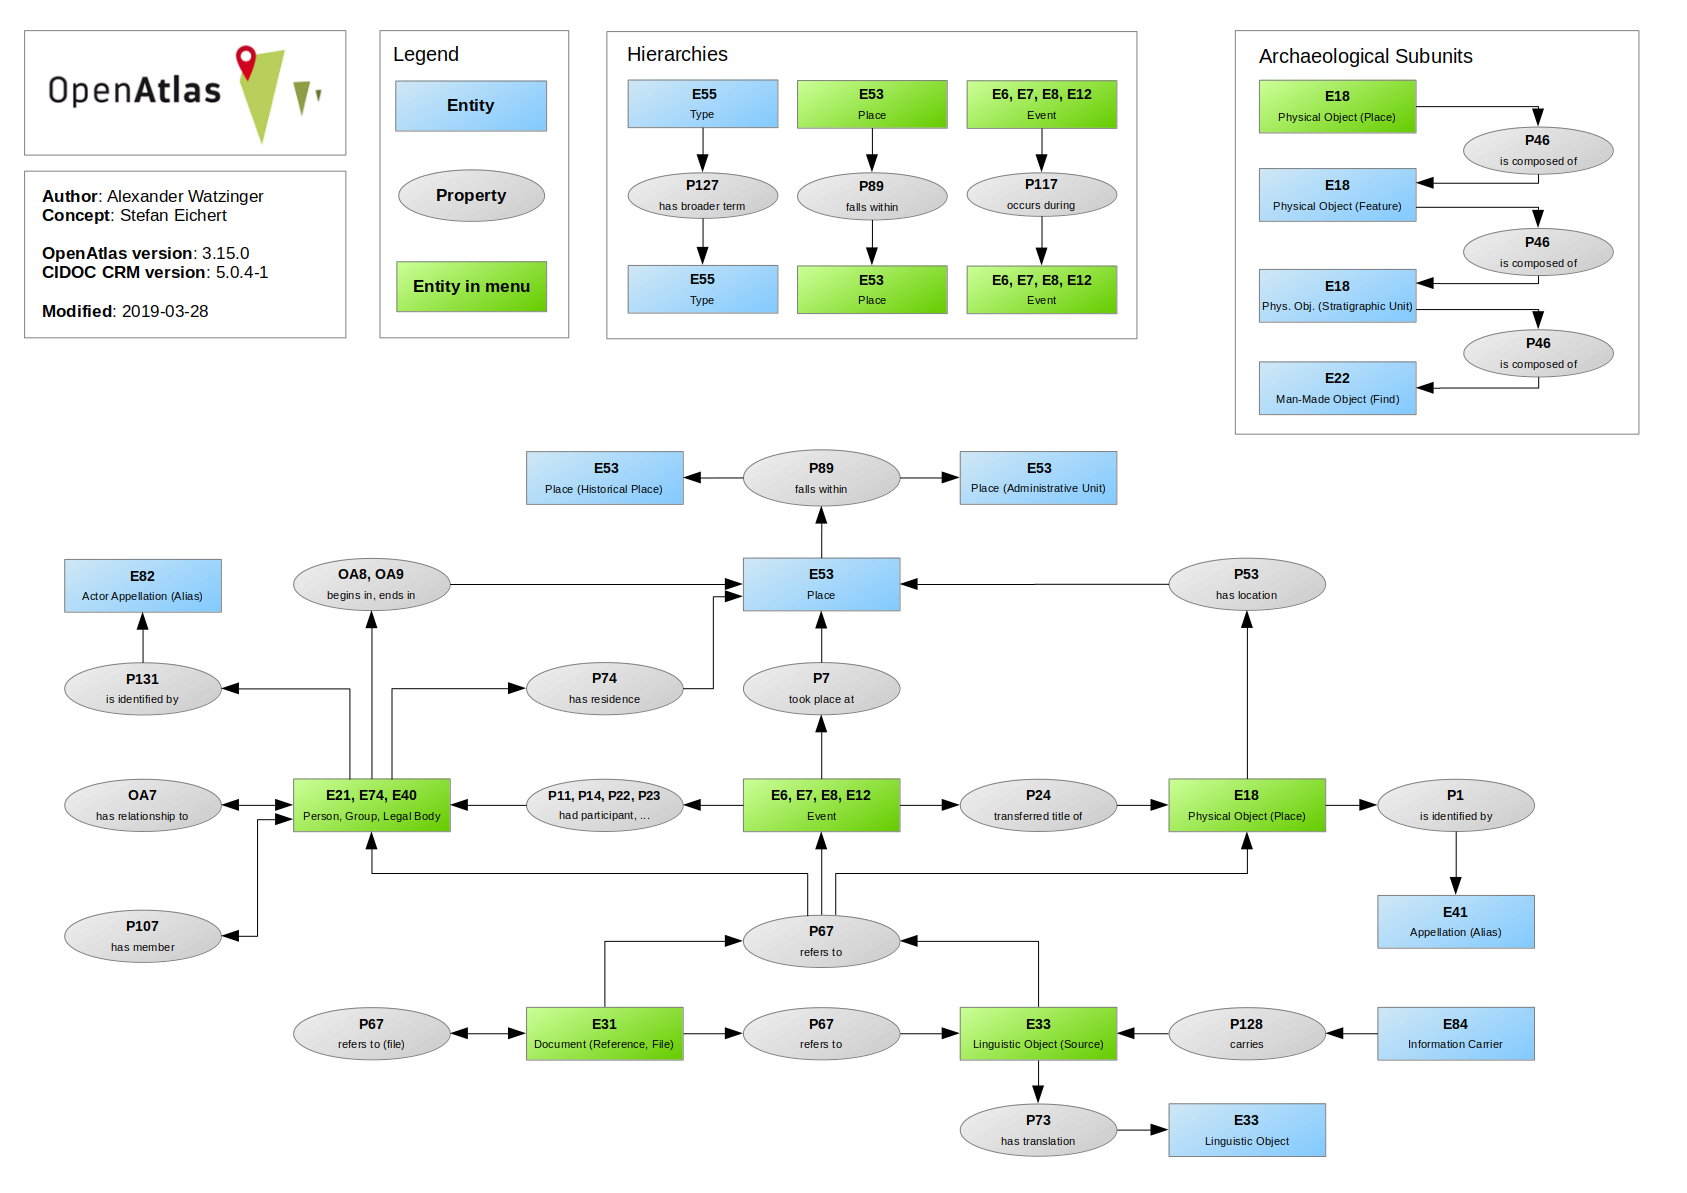 OpenAtlas
Author: Alexander Watzinger
Concept: Stefan Eichert
OpenAtlas version: 3.15.0
CIDOC CRM version: 5.0.4-1
Modified: 2019-03-28
Legend
Entity
Property
Entity in menu
Hierarchies
E55
Type
P127
has broader term
E55
Type
E53
Place
P89
falls within
E53
Place
E6, E7, E8, E12
Event
P117
occurs during
E6, E7, E8, E12
Event
Archaeological Subunits
E18
Physical Object (Place)
P46
is composed of
E18
Physical Object (Feature)
P46
is composed of
E18
Phys. Obj. (Stratigraphic Unit)
P46
is composed of
E22
Man-Made Object (Find)
E53
Place (Historical Place)
P89
falls within
E53
Place (Administrative Unit)
E82
Actor Appellation (Alias)
OA8, OA9
begins in, ends in
E53
Place
P53
has location
P131
is identified by
P74
has residence
P7
took place at
OA7
has relationship to
E21, E74, E40
Person, Group, Legal Body
P11, P14, P22, P23
had participant, ...
E6, E7, E8, E12
Event
P24
transferred title of
E18
Physical Object (Place)
P1
is identified by
P107
has member
P67
refers to
E41
Appellation (Alias)
P67
refers to (file)
E31
Document (Reference, File)
P67
refers to
E33
Linguistic Object (Source)
P128
carries
E84
Information Carrier
P73
has translation
E33
Linguistic Object